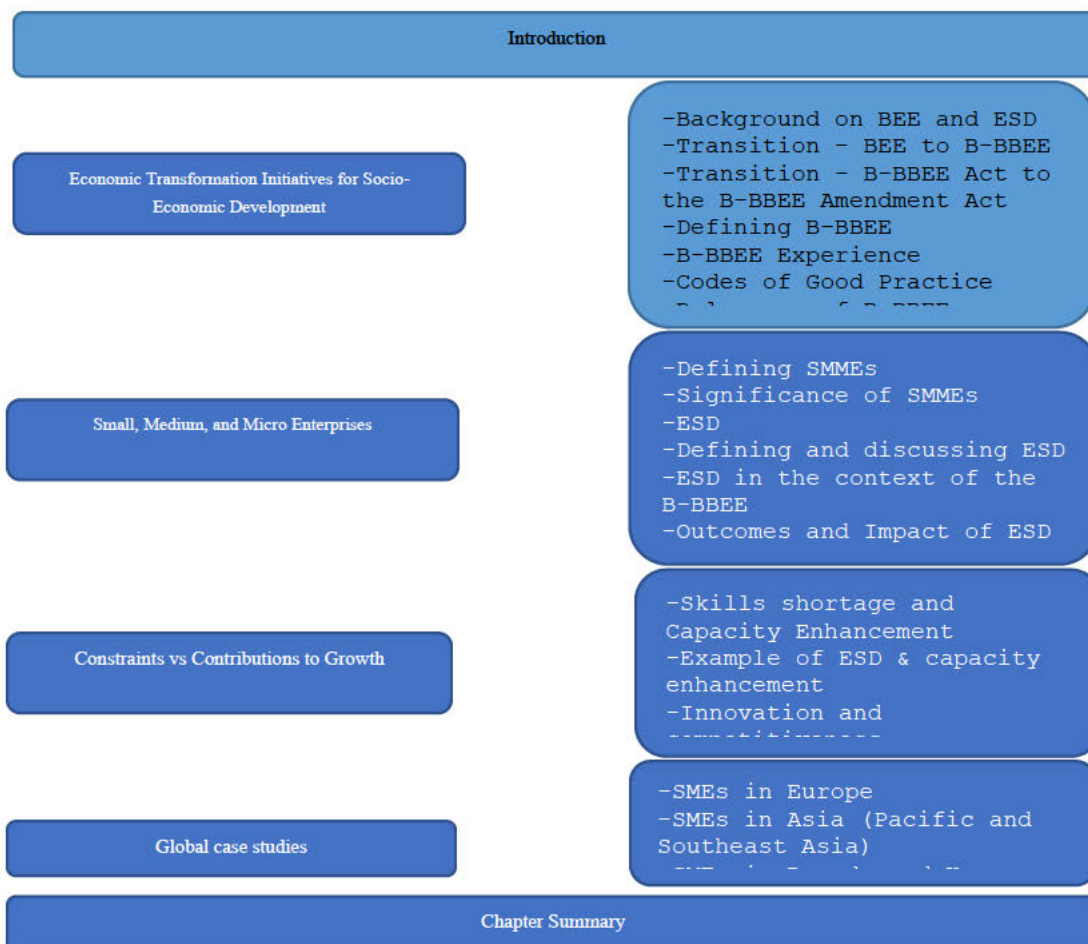 Introduction
Economic Transformation Initiatives for Socio-
Economic Development
-Background on BEE and ESD
-Transition - BEE to B-BBEE
-Transition - B-BBEE Act to
the B-BBEE Amendment Act
-Defining B-BBEE
-B-BBEE Experience
-Codes of Good Practice
Small, Medium, and Micro Enterprises
-Defining SMMEs
-Significance of SMMEs
-ESD
-Defining and discussing ESD
-ESD in the context of the
B-BBEE
-Outcomes and Impact of ESD
Constraints vs Contributions to Growth
-Skills shortage and
Capacity Enhancement
-Example of ESD & capacity
enhancement
-Innovation and
Global case studies
-SMEs in Europe
-SMEs in Asia (Pacific and
Southeast Asia)
Chapter Summary